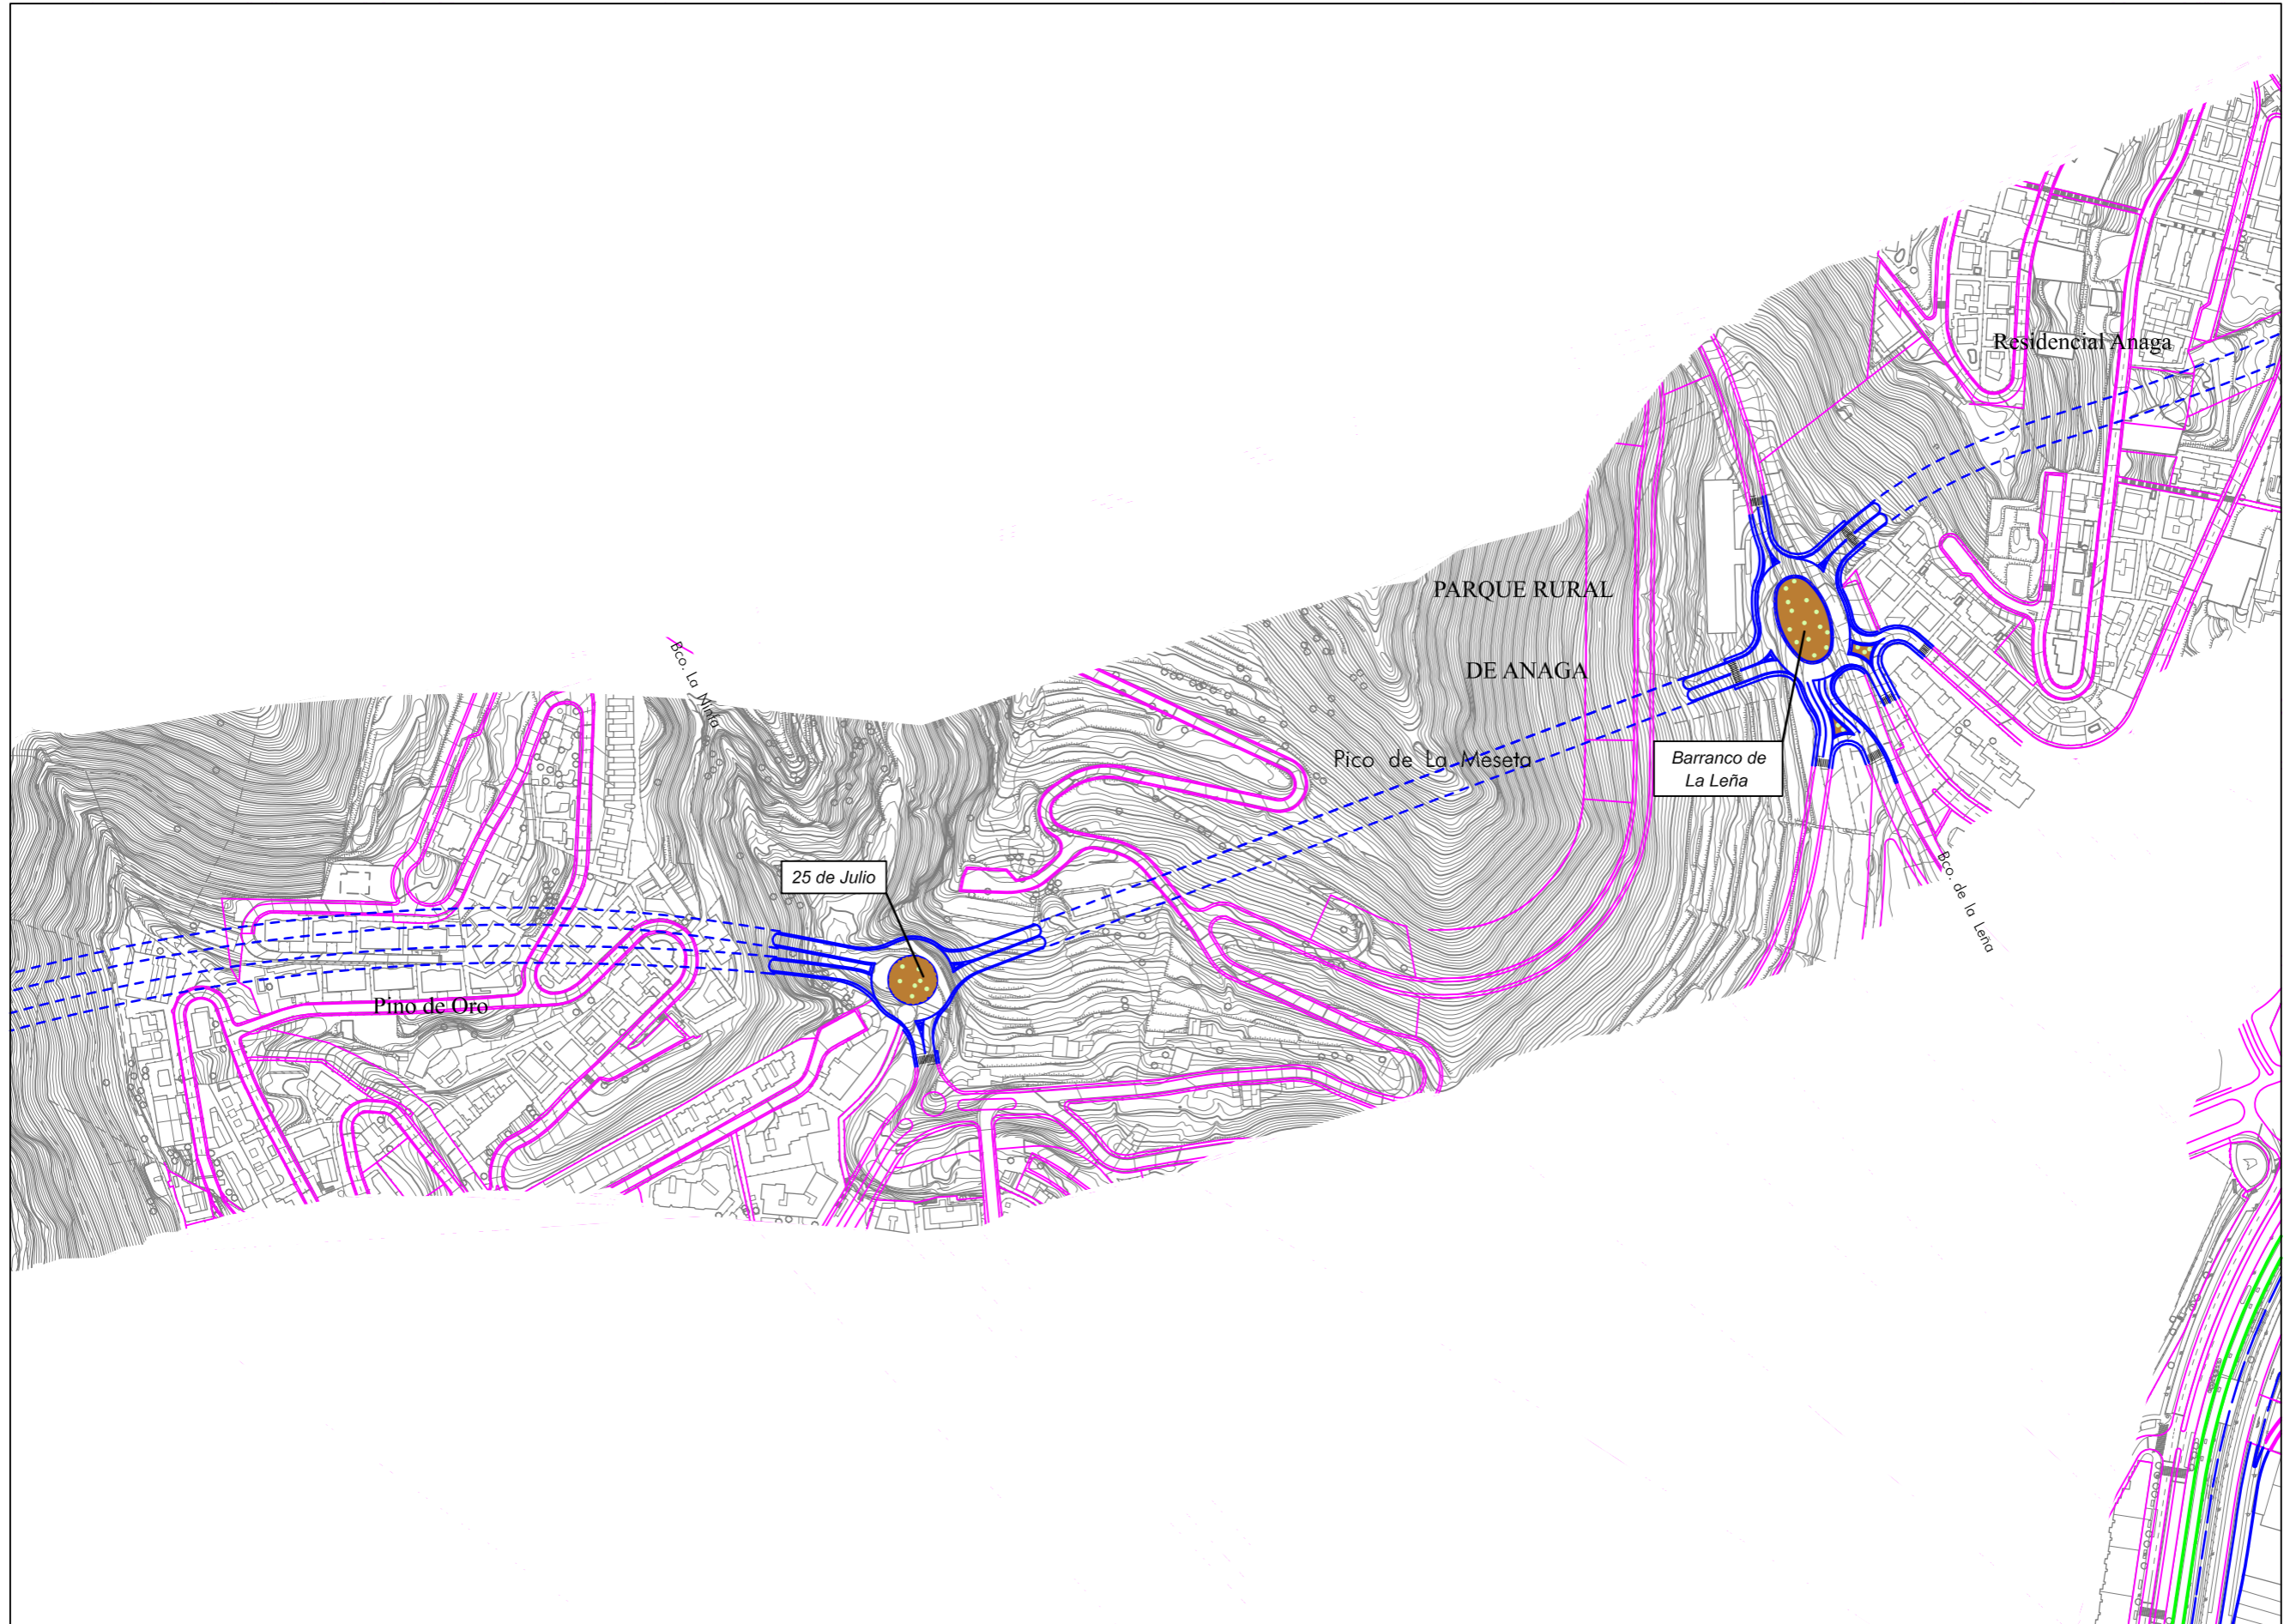 Residencial Anaga
PARQUE RURAL
DE ANAGA
Bco. La Ninfa
Pico de La Meseta
Barranco de
La Leña
Bco. de la Leña
25 de Julio
Pino de Oro